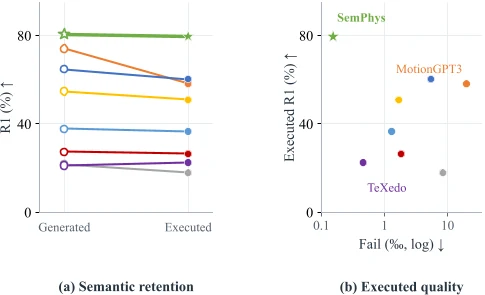 R1 (%) ↑
80
40
0
Generated
Executed
(a) Semantic retention
Executed R1 (%) ↑
80
40
0
SemPhys
MotionGPT3
TeXedo
0.1
1
10
Fail (‰, log) ↓
(b) Executed quality